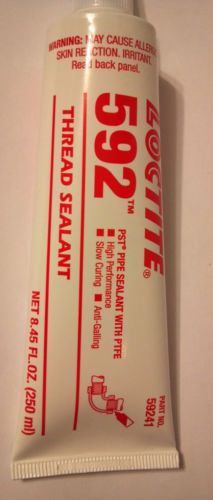 WARNING: MAY CAUSE ALLERGIC
SKIN REACTION. IRRITANT.
Read back panel.
LOCTITE®
592™
PST® PIPE SEALANT WITH PTFE
■ High Performance
■ Slow Curing ■ Anti-Galling
THREAD SEALANT
PART NO.
59241
NET 8.45 FL. OZ. (250 ml)